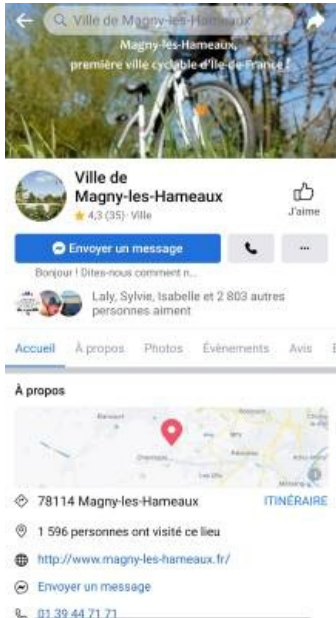 Ville de Magny-les-Hameaux
Magny-les-Hameaux,
première ville cyclable d'Île-de-France !
Ville de
Magny-les-Hameaux
4,3 (35)· Ville
J'aime
Envoyer un message
Bonjour ! Dites-nous comment n...
Laly, Sylvie, Isabelle et 2 803 autres
personnes aiment
Accueil À propos Photos Évènements Avis
À propos
78114 Magny-les-Hameaux ITINÉRAIRE
1 596 personnes ont visité ce lieu
http://www.magny-les-hameaux.fr/
Envoyer un message
01 39 44 71 71